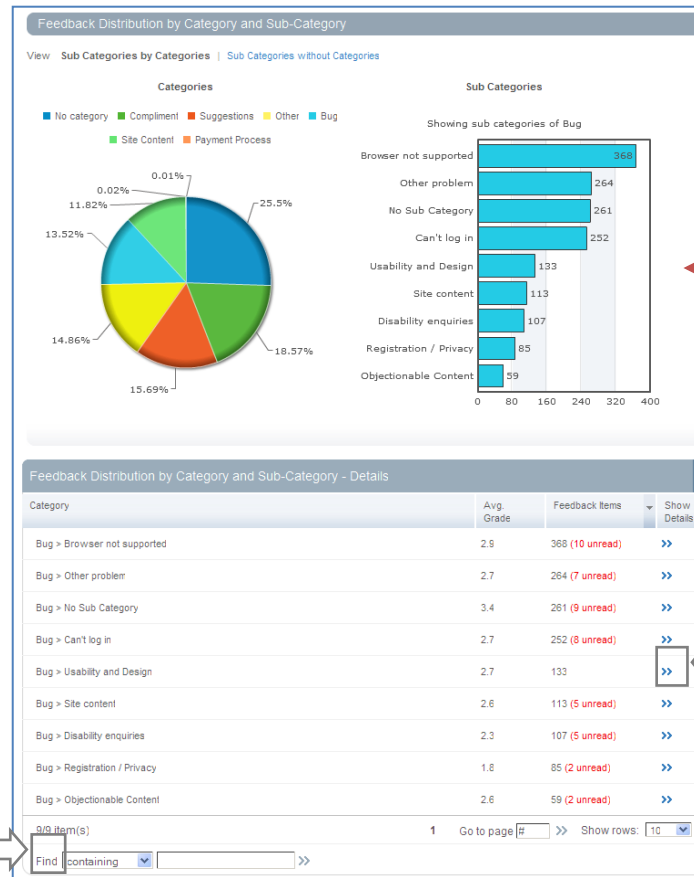 Feedback Distribution by Category and Sub-Category
View Sub Categories by Categories | Sub Categories without Categories
Categories
No category Compliment Suggestions Other Bug
Site Content Payment Process
0.01%
0.02%
11.82%
25.5%
13.52%
14.86%
18.57%
15.69%
Sub Categories
Showing sub categories of Bug
Browser not supported 368
Other problem 264
No Sub Category 261
Can't log in 252
Usability and Design 133
Site content 113
Disability enquiries 107
Registration / Privacy 85
Objectionable Content 59
0 80 160 240 320 400
Feedback Distribution by Category and Sub-Category - Details
Category Avg. Grade Feedback Items Show Details
Bug > Browser not supported 2.9 368 (10 unread) >>
Bug > Other problem 2.7 264 (7 unread) >>
Bug > No Sub Category 3.4 261 (9 unread) >>
Bug > Can't log in 2.7 252 (8 unread) >>
Bug > Usability and Design 2.7 133 >>
Bug > Site content 2.6 113 (5 unread) >>
Bug > Disability enquiries 2.3 107 (5 unread) >>
Bug > Registration / Privacy 1.8 85 (2 unread) >>
Bug > Objectionable Content 2.6 59 (2 unread) >>
9/9 item(s) 1 Go to page # >> Show rows: 10
Find containing >>